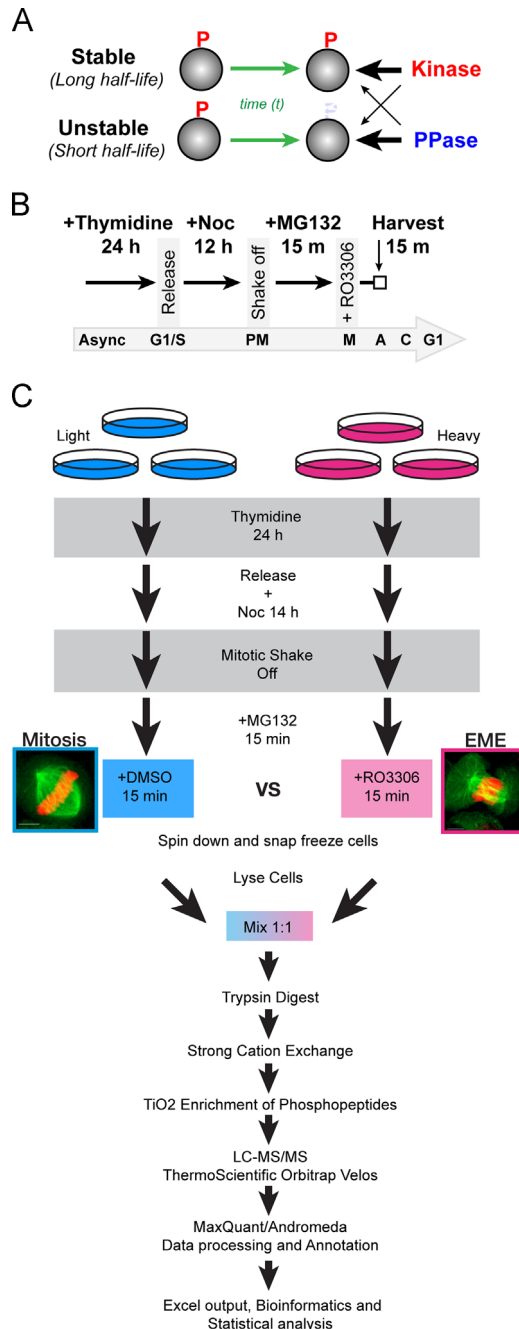 A
P
P
Stable
(Long half-life)
Kinase
time (t)
P
P
Unstable
(Short half-life)
PPase
B
+Thymidine
24 h
+Noc
12 h
+MG132
15 m
Harvest
15 m
Release
Shake off
+ RO3306
Async
G1/S
PM
M
A
C
G1
C
Light
Heavy
Thymidine
24 h
Release
+
Noc 14 h
Mitotic Shake
Off
+MG132
15 min
Mitosis
EME
+DMSO
15 min
VS
+RO3306
15 min
Spin down and snap freeze cells
Lyse Cells
Mix 1:1
Trypsin Digest
Strong Cation Exchange
TiO2 Enrichment of Phosphopeptides
LC-MS/MS
ThermoScientific Orbitrap Velos
MaxQuant/Andromeda
Data processing and Annotation
Excel output, Bioinformatics and
Statistical analysis